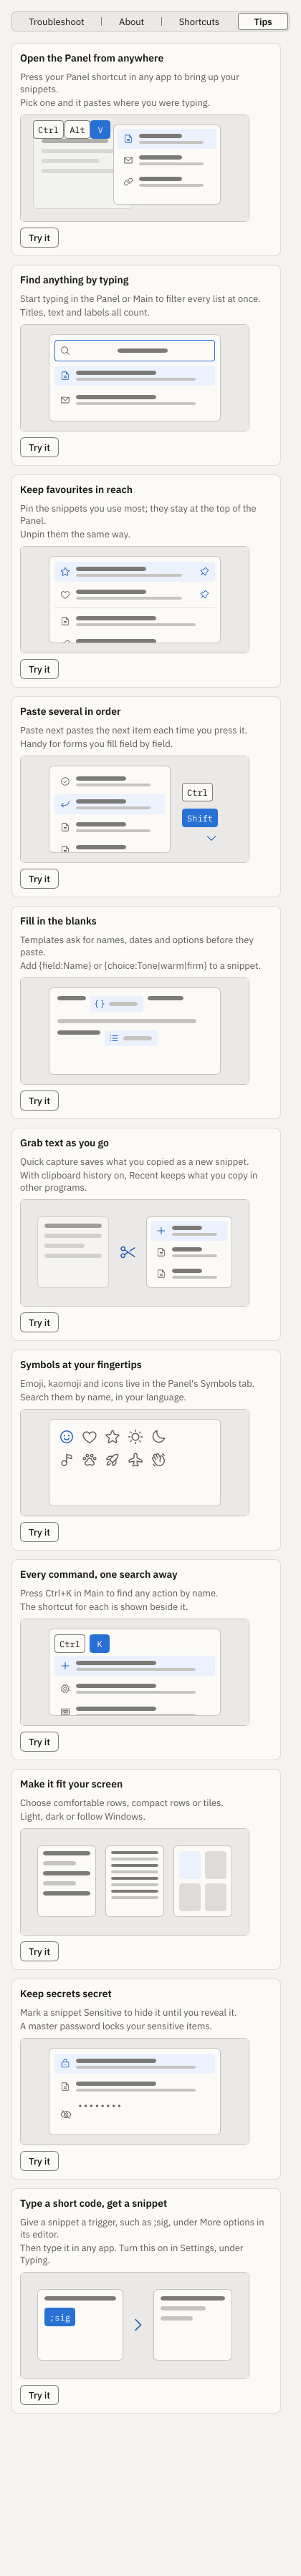 Troubleshoot | About | Shortcuts Tips
Open the Panel from anywhere
Press your Panel shortcut in any app to bring up your
snippets.
Pick one and it pastes where you were typing.
Ctrl Alt V
Try it
Find anything by typing
Start typing in the Panel or Main to filter every list at once.
Titles, text and labels all count.
Try it
Keep favourites in reach
Pin the snippets you use most; they stay at the top of the
Panel.
Unpin them the same way.
Try it
Paste several in order
Paste next pastes the next item each time you press it.
Handy for forms you fill field by field.
Ctrl
Shift
Try it
Fill in the blanks
Templates ask for names, dates and options before they
paste.
Add {field:Name} or {choice:Tone|warm|firm} to a snippet.
{ }
Try it
Grab text as you go
Quick capture saves what you copied as a new snippet.
With clipboard history on, Recent keeps what you copy in
other programs.
Try it
Symbols at your fingertips
Emoji, kaomoji and icons live in the Panel's Symbols tab.
Search them by name, in your language.
Try it
Every command, one search away
Press Ctrl+K in Main to find any action by name.
The shortcut for each is shown beside it.
Ctrl K
Try it
Make it fit your screen
Choose comfortable rows, compact rows or tiles.
Light, dark or follow Windows.
Try it
Keep secrets secret
Mark a snippet Sensitive to hide it until you reveal it.
A master password locks your sensitive items.
Try it
Type a short code, get a snippet
Give a snippet a trigger, such as ;sig, under More options in
its editor.
Then type it in any app. Turn this on in Settings, under
Typing.
;sig
Try it